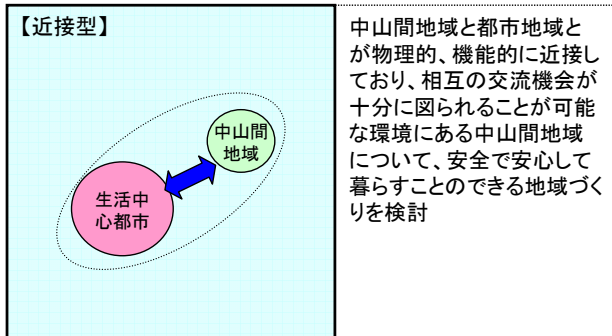 【近接型】
中山間
地域
生活中
心都市
中山間地域と都市地域と
が物理的、機能的に近接し
ており、相互の交流機会が
十分に図られることが可能
な環境にある中山間地域
について、安全で安心して
暮らすことのできる地域づく
りを検討